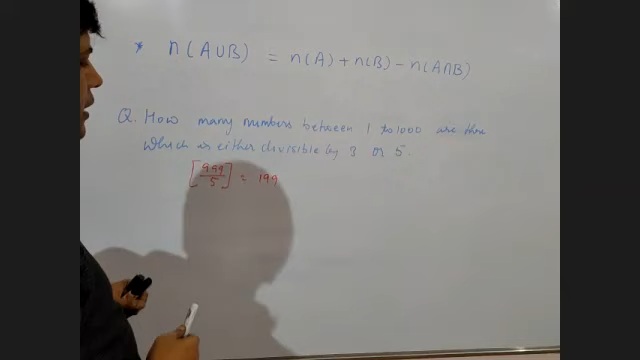 * n(A∪B) = n(A) + n(B) - n(A∩B)
Q. How many numbers between 1 to 1000 are there
which is either divisible by 3 or 5.
[999/5] = 199